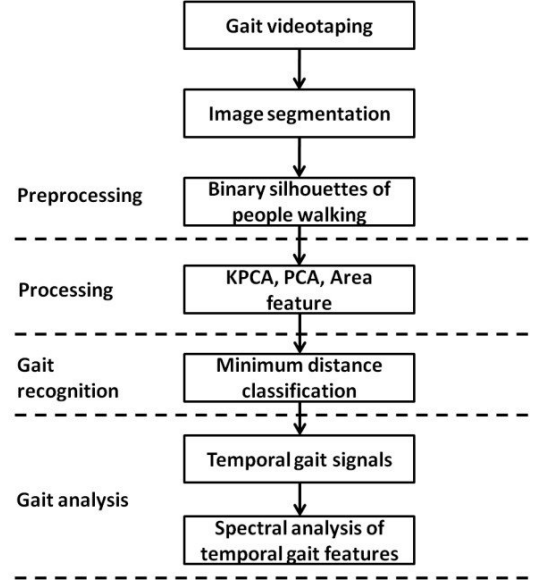 Gait videotaping
Image segmentation
Preprocessing
Binary silhouettes of
people walking
Processing
KPCA, PCA, Area
feature
Gait
recognition
Minimum distance
classification
Temporal gait signals
Gait analysis
Spectral analysis of
temporal gait features